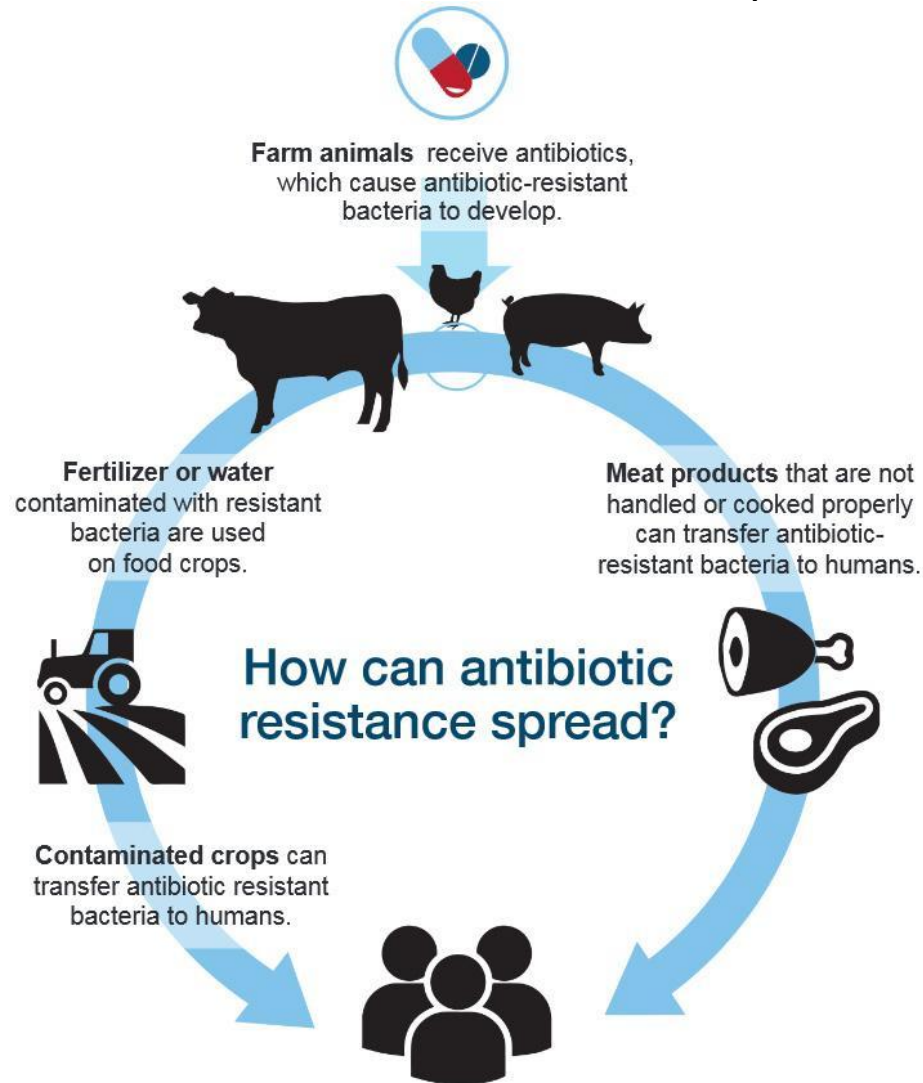 Farm animals receive antibiotics,
which cause antibiotic-resistant
bacteria to develop.
Fertilizer or water
contaminated with resistant
bacteria are used
on food crops.
Meat products that are not
handled or cooked properly
can transfer antibiotic-
resistant bacteria to humans.
How can antibiotic
resistance spread?
Contaminated crops can
transfer antibiotic resistant
bacteria to humans.